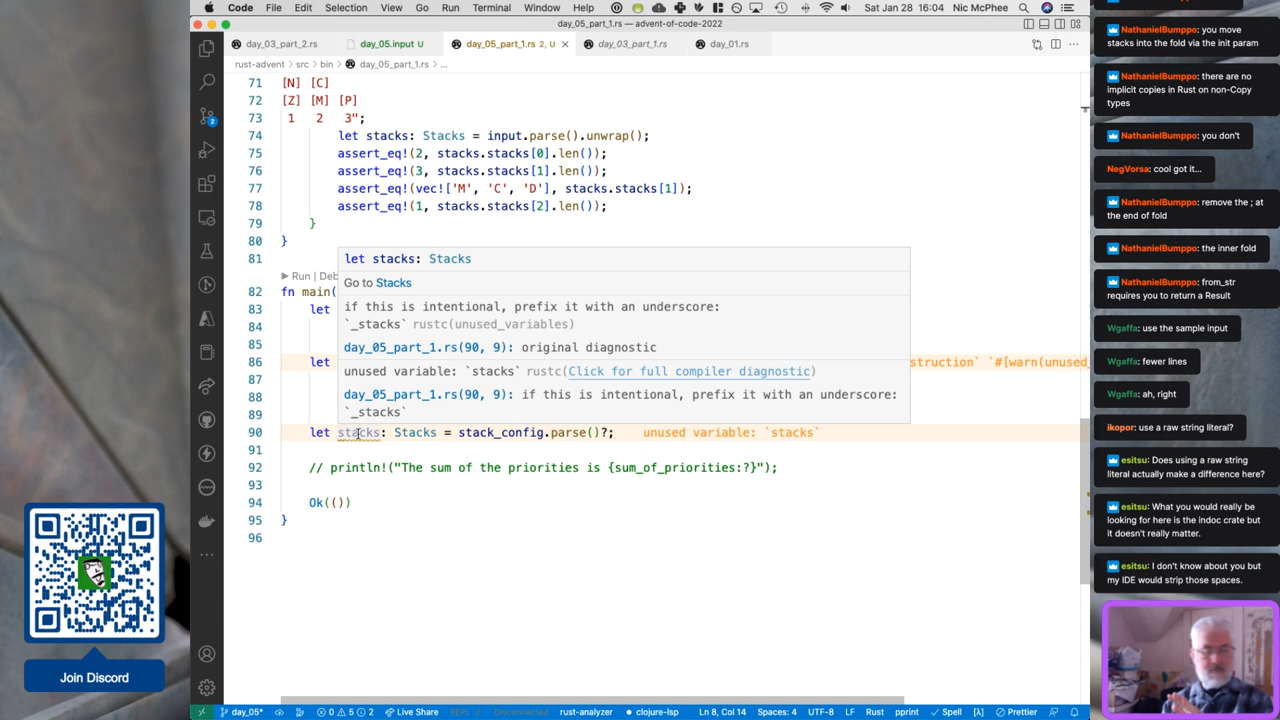 Code File Edit Selection View Go Run Terminal Window Help Sat Jan 28 16:04 Nic McPhee
day_05_part_1.rs — advent-of-code-2022
day_03_part_2.rs day_05.input U day_05_part_1.rs 2, U day_03_part_1.rs day_01.rs
rust-advent > src > bin > day_05_part_1.rs > ...
71 [N] [C]
72 [Z] [M] [P]
73 1 2 3";
74 let stacks: Stacks = input.parse().unwrap();
75 assert_eq!(2, stacks.stacks[0].len());
76 assert_eq!(3, stacks.stacks[1].len());
77 assert_eq!(vec!['M', 'C', 'D'], stacks.stacks[1]);
78 assert_eq!(1, stacks.stacks[2].len());
79 }
80 }
81
Run | Deb
82 fn main(
83 let
84
85
86 let struction` `#[warn(unused_
87
88
89
let stacks: Stacks
Go to Stacks
if this is intentional, prefix it with an underscore:
`_stacks` rustc(unused_variables)
day_05_part_1.rs(90, 9): original diagnostic
unused variable: `stacks` rustc(Click for full compiler diagnostic)
day_05_part_1.rs(90, 9): if this is intentional, prefix it with an underscore:
`_stacks`
90 let stacks: Stacks = stack_config.parse()?; unused variable: `stacks`
91
92 // println!("The sum of the priorities is {sum_of_priorities:?}");
93
94 Ok(())
95 }
96
day_05* 0 5 2 Live Share REPL Disconnected rust-analyzer clojure-lsp Ln 8, Col 14 Spaces: 4 UTF-8 LF Rust pprint Spell [λ] Prettier
2
Join Discord
NathanielBumppo: you move
stacks into the fold via the init param
NathanielBumppo: there are no
implicit copies in Rust on non-Copy
types
NathanielBumppo: you don't
NegVorsa: cool got it...
NathanielBumppo: remove the ; at
the end of fold
NathanielBumppo: the inner fold
NathanielBumppo: from_str
requires you to return a Result
Wgaffa: use the sample input
Wgaffa: fewer lines
Wgaffa: ah, right
ikopor: use a raw string literal?
esitsu: Does using a raw string
literal actually make a difference here?
esitsu: What you would really be
looking for here is the indoc crate but
it doesn't really matter.
esitsu: I don't know about you but
my IDE would strip those spaces.